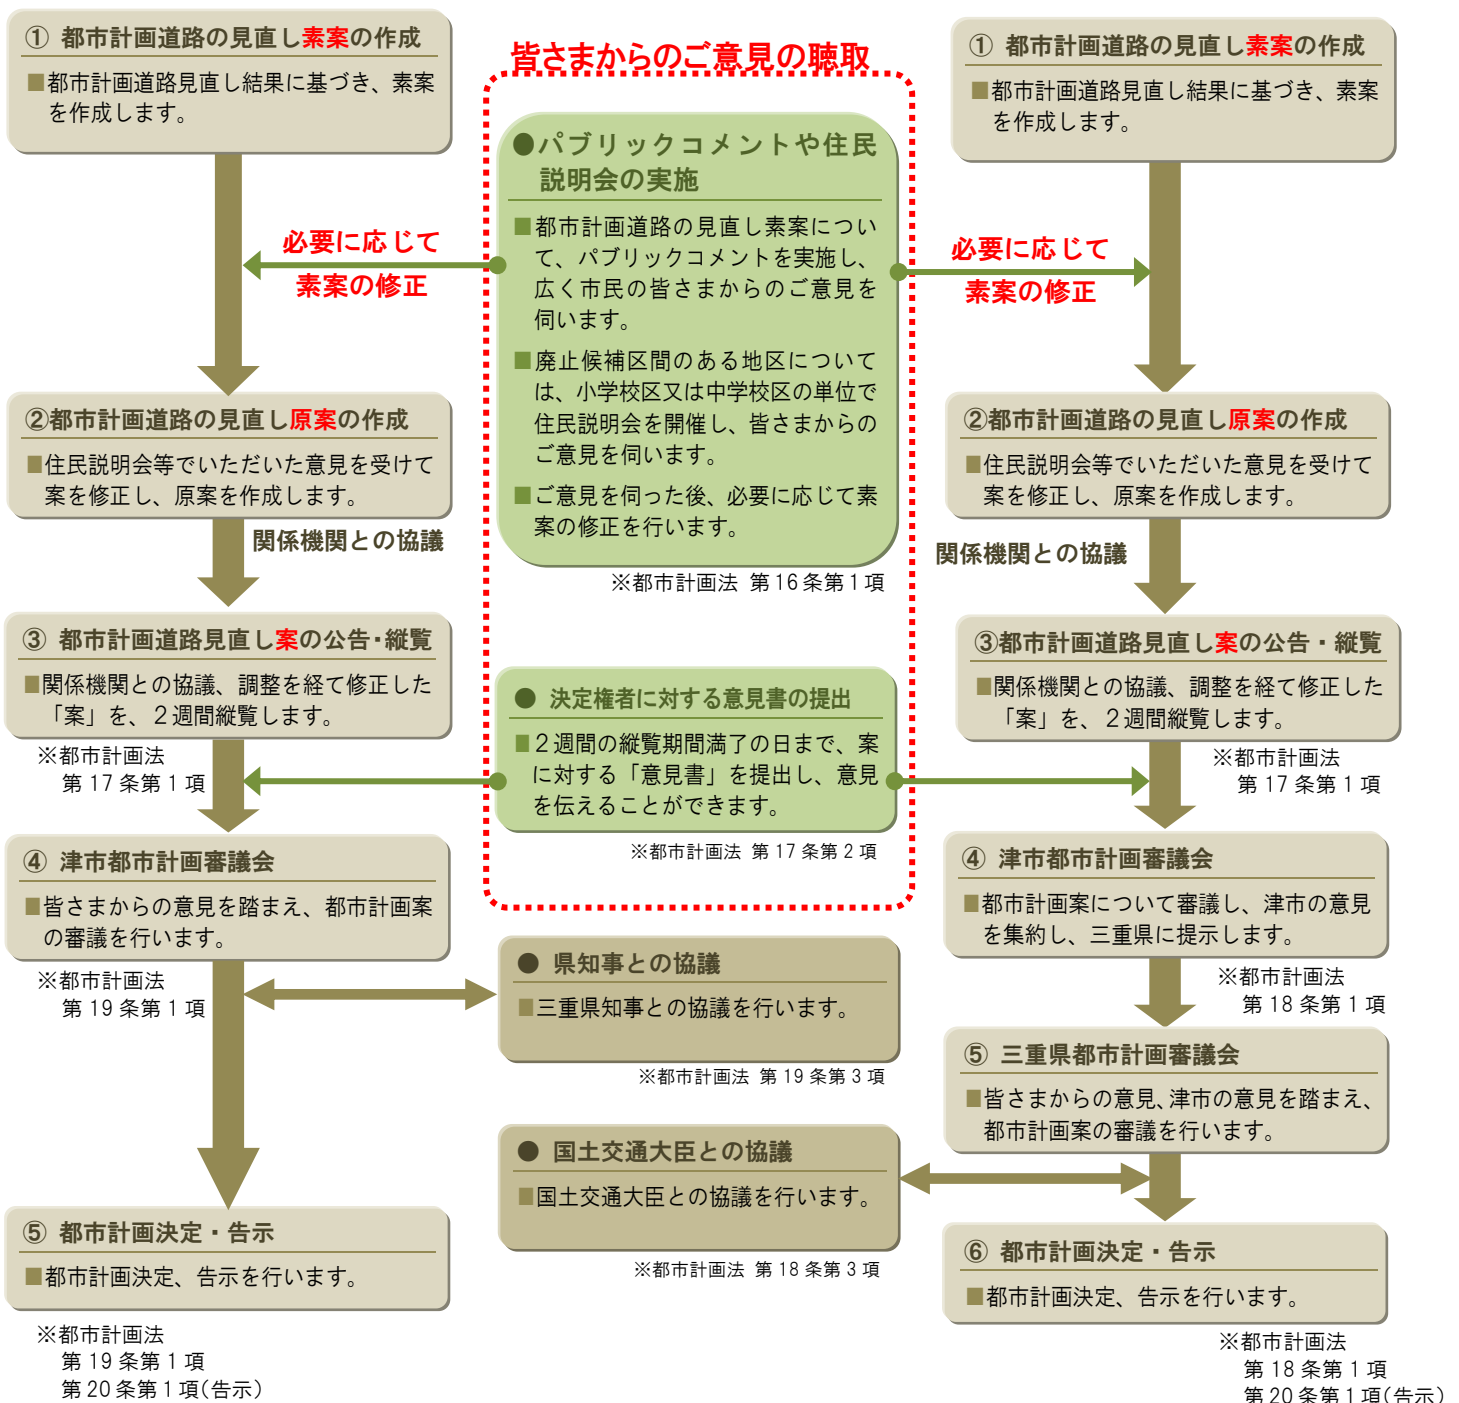 ① 都市計画道路の見直し素案の作成
■都市計画道路見直し結果に基づき、素案
を作成します。
必要に応じて
素案の修正
②都市計画道路の見直し原案の作成
■住民説明会等でいただいた意見を受けて
案を修正し、原案を作成します。
関係機関との協議
③ 都市計画道路見直し案の公告・縦覧
■関係機関との協議、調整を経て修正した
「案」を、２週間縦覧します。
※都市計画法
第17条第1項
④ 津市都市計画審議会
■皆さまからの意見を踏まえ、都市計画案
の審議を行います。
※都市計画法
第19条第1項
⑤ 都市計画決定・告示
■都市計画決定、告示を行います。
※都市計画法
第19条第1項
第20条第1項(告示)
皆さまからのご意見の聴取
●パブリックコメントや住民
説明会の実施
■都市計画道路の見直し素案につい
て、パブリックコメントを実施し、
広く市民の皆さまからのご意見を
伺います。
■廃止候補区間のある地区について
は、小学校区又は中学校区の単位で
住民説明会を開催し、皆さまからの
ご意見を伺います。
■ご意見を伺った後、必要に応じて素
案の修正を行います。
※都市計画法 第16条第1項
● 決定権者に対する意見書の提出
■２週間の縦覧期間満了の日まで、案
に対する「意見書」を提出し、意見
を伝えることができます。
※都市計画法 第17条第2項
● 県知事との協議
■三重県知事との協議を行います。
※都市計画法 第19条第3項
● 国土交通大臣との協議
■国土交通大臣との協議を行います。
※都市計画法 第18条第3項
① 都市計画道路の見直し素案の作成
■都市計画道路見直し結果に基づき、素案
を作成します。
必要に応じて
素案の修正
②都市計画道路の見直し原案の作成
■住民説明会等でいただいた意見を受けて
案を修正し、原案を作成します。
関係機関との協議
③都市計画道路見直し案の公告・縦覧
■関係機関との協議、調整を経て修正した
「案」を、２週間縦覧します。
※都市計画法
第17条第1項
④ 津市都市計画審議会
■都市計画案について審議し、津市の意見
を集約し、三重県に提示します。
※都市計画法
第18条第1項
⑤ 三重県都市計画審議会
■皆さまからの意見、津市の意見を踏まえ、
都市計画案の審議を行います。
⑥ 都市計画決定・告示
■都市計画決定、告示を行います。
※都市計画法
第18条第1項
第20条第1項(告示)